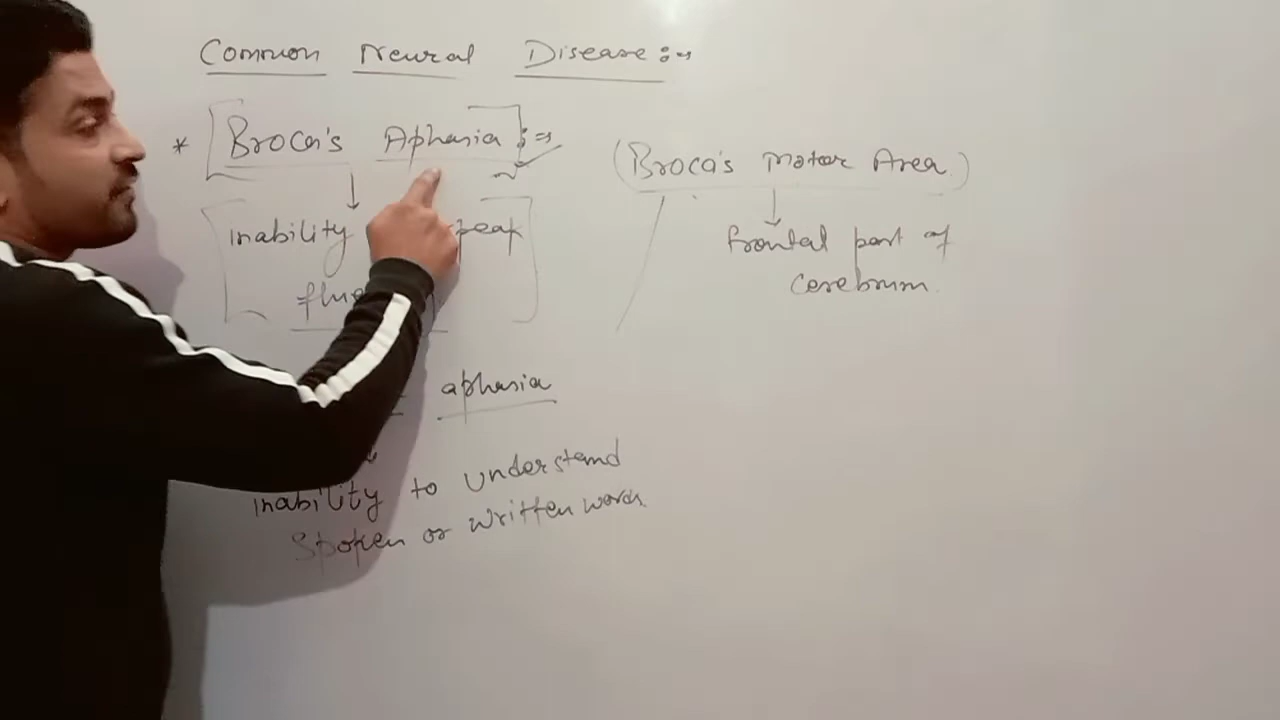 Common Neural Disease :-
* [Broca's Aphasia] :-
inability speak
(Broca's Motor Area)
frontal part of
cerebrum
aphasia
inability to understand
Spoken or written words